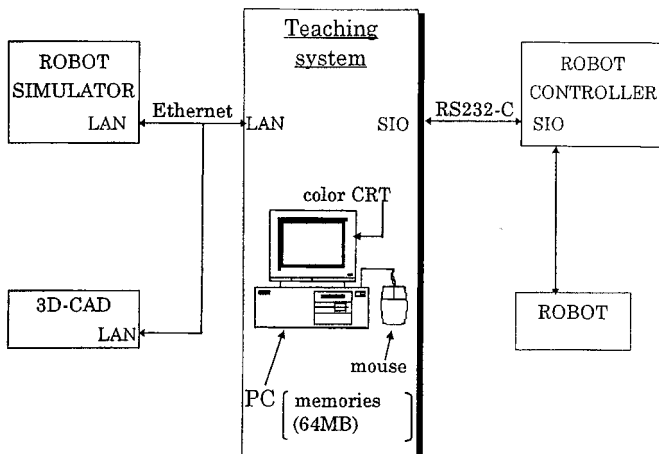 Teaching
system
ROBOT
SIMULATOR
LAN
Ethernet
LAN
SIO
RS232-C
ROBOT
CONTROLLER
SIO
color CRT
3D-CAD
LAN
ROBOT
mouse
PC
memories
(64MB)